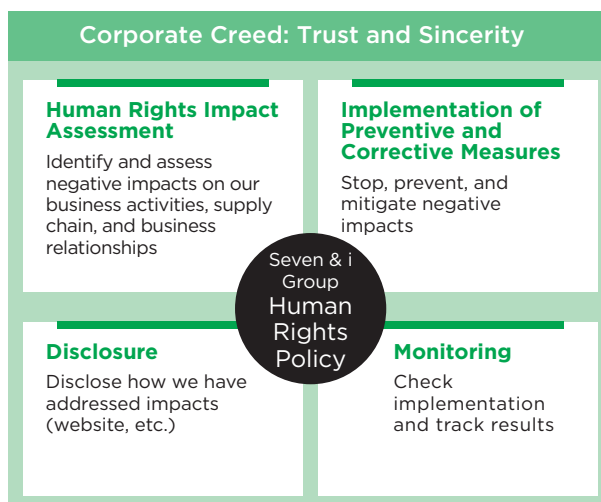 Corporate Creed: Trust and Sincerity
Human Rights Impact
Assessment
Identify and assess
negative impacts on our
business activities, supply
chain, and business
relationships
Implementation of
Preventive and
Corrective Measures
Stop, prevent, and
mitigate negative
impacts
Seven & i
Group
Human
Rights
Policy
Disclosure
Disclose how we have
addressed impacts
(website, etc.)
Monitoring
Check
implementation
and track results